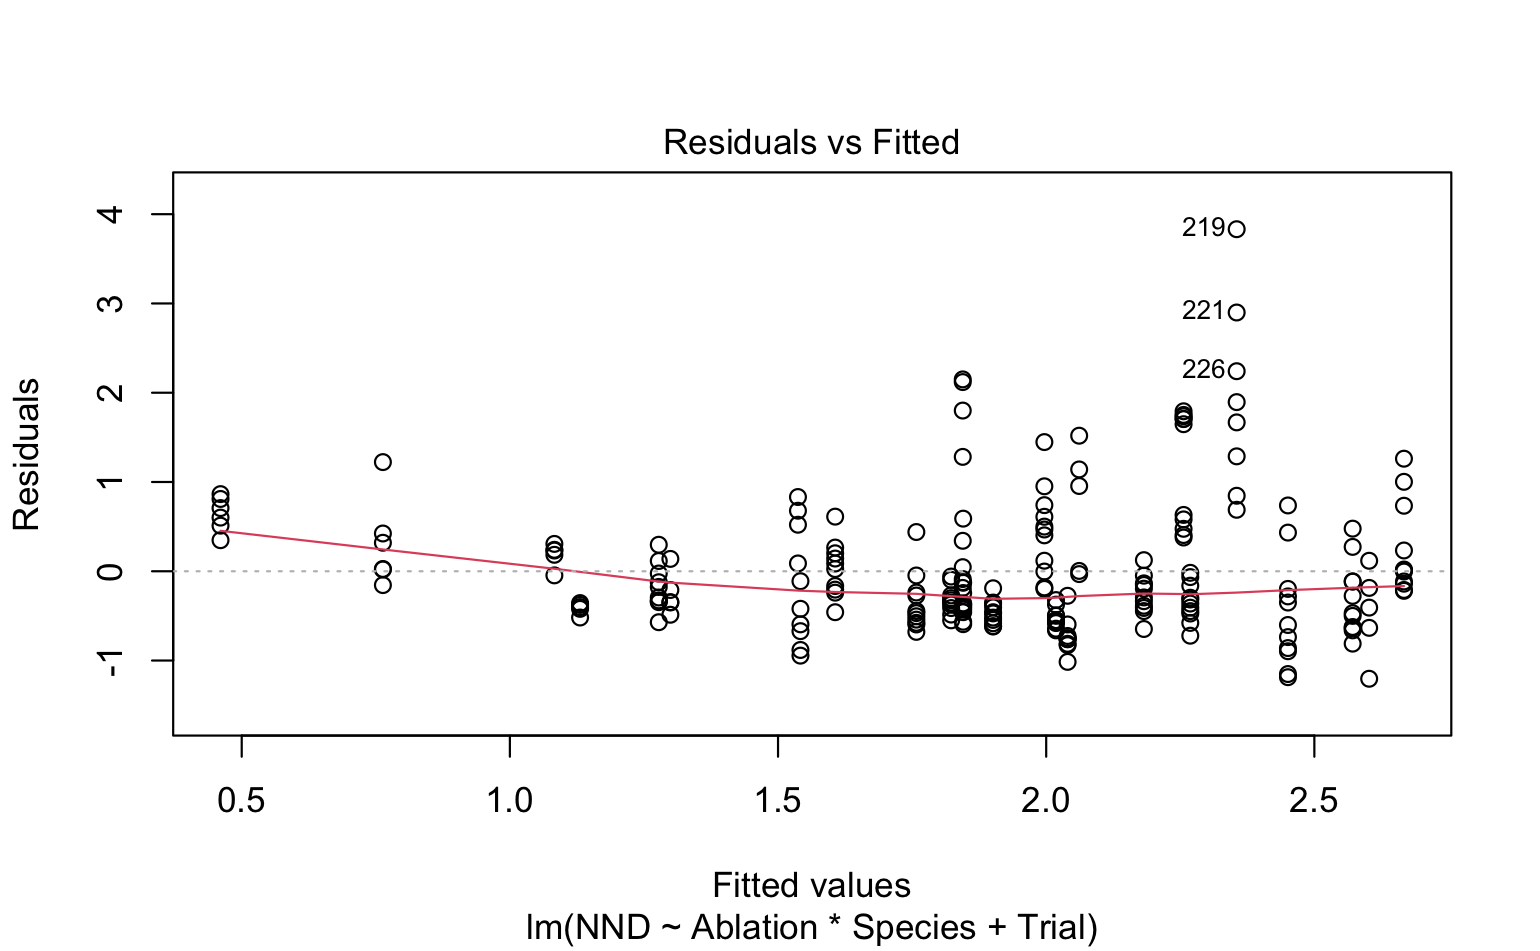 Residuals vs Fitted
Residuals
4
3
2
1
0
-1
219
221
226
0.5 1.0 1.5 2.0 2.5
Fitted values
lm(NND ~ Ablation * Species + Trial)